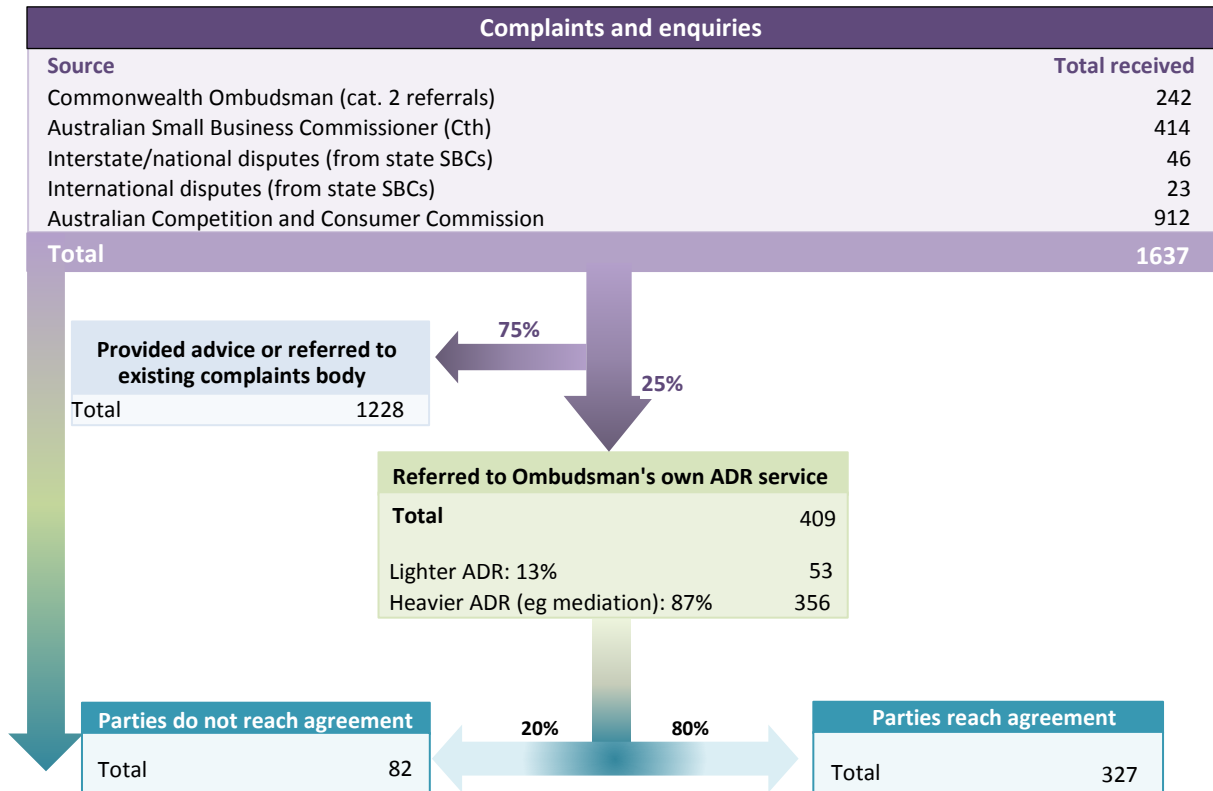 Complaints and enquiries
Source Total received
Commonwealth Ombudsman (cat. 2 referrals) 242
Australian Small Business Commissioner (Cth) 414
Interstate/national disputes (from state SBCs) 46
International disputes (from state SBCs) 23
Australian Competition and Consumer Commission 912
Total 1637
75%
Provided advice or referred to
existing complaints body
Total 1228
25%
Referred to Ombudsman's own ADR service
Total 409
Lighter ADR: 13% 53
Heavier ADR (eg mediation): 87% 356
Parties do not reach agreement
Total 82
20% 80%
Parties reach agreement
Total 327